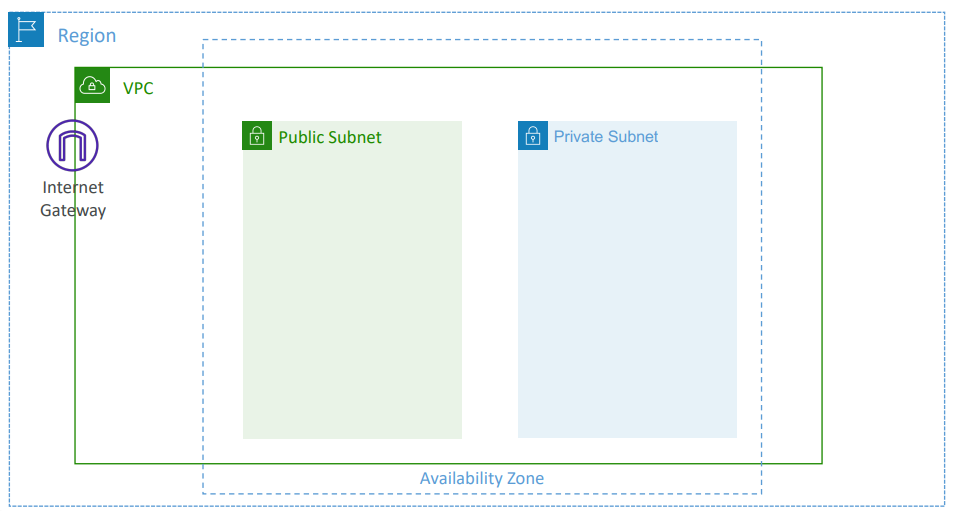 Region
VPC
Public Subnet
Private Subnet
Internet
Gateway
Availability Zone